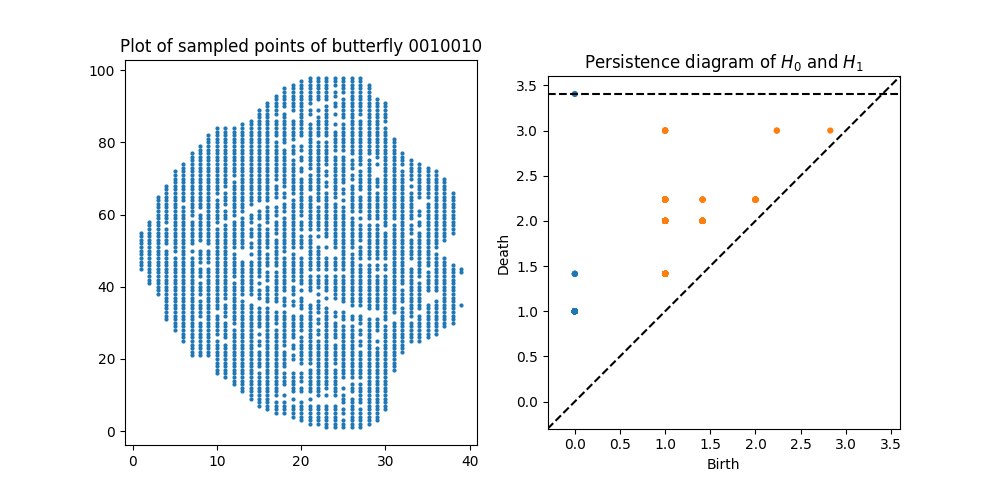 Plot of sampled points of butterfly 0010010
100
80
60
40
20
0
0 10 20 30 40
Persistence diagram of H₀ and H₁
3.5
3.0
2.5
2.0
1.5
1.0
0.5
0.0
Death
0.0 0.5 1.0 1.5 2.0 2.5 3.0 3.5
Birth